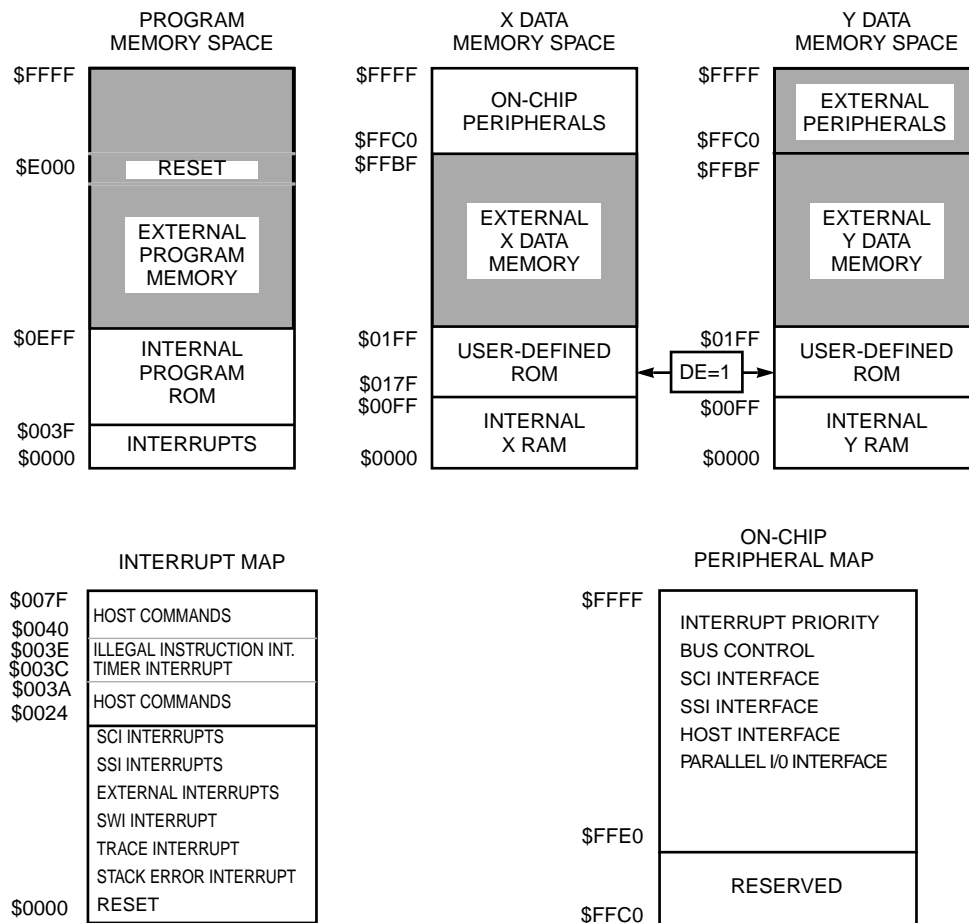 PROGRAM
MEMORY SPACE
$FFFF
$E000
RESET
EXTERNAL
PROGRAM
MEMORY
$0EFF
INTERNAL
PROGRAM
ROM
$003F
INTERRUPTS
$0000
X DATA
MEMORY SPACE
$FFFF
ON-CHIP
PERIPHERALS
$FFC0
$FFBF
EXTERNAL
X DATA
MEMORY
$01FF
USER-DEFINED
ROM
$017F
$00FF
INTERNAL
X RAM
$0000
DE=1
Y DATA
MEMORY SPACE
$FFFF
EXTERNAL
PERIPHERALS
$FFC0
$FFBF
EXTERNAL
Y DATA
MEMORY
$01FF
USER-DEFINED
ROM
$00FF
INTERNAL
Y RAM
$0000
INTERRUPT MAP
$007F
HOST COMMANDS
$0040
$003E ILLEGAL INSTRUCTION INT.
$003C TIMER INTERRUPT
$003A
HOST COMMANDS
$0024
SCI INTERRUPTS
SSI INTERRUPTS
EXTERNAL INTERRUPTS
SWI INTERRUPT
TRACE INTERRUPT
STACK ERROR INTERRUPT
$0000 RESET
ON-CHIP
PERIPHERAL MAP
$FFFF
INTERRUPT PRIORITY
BUS CONTROL
SCI INTERFACE
SSI INTERFACE
HOST INTERFACE
PARALLEL I/0 INTERFACE
$FFE0
RESERVED
$FFC0